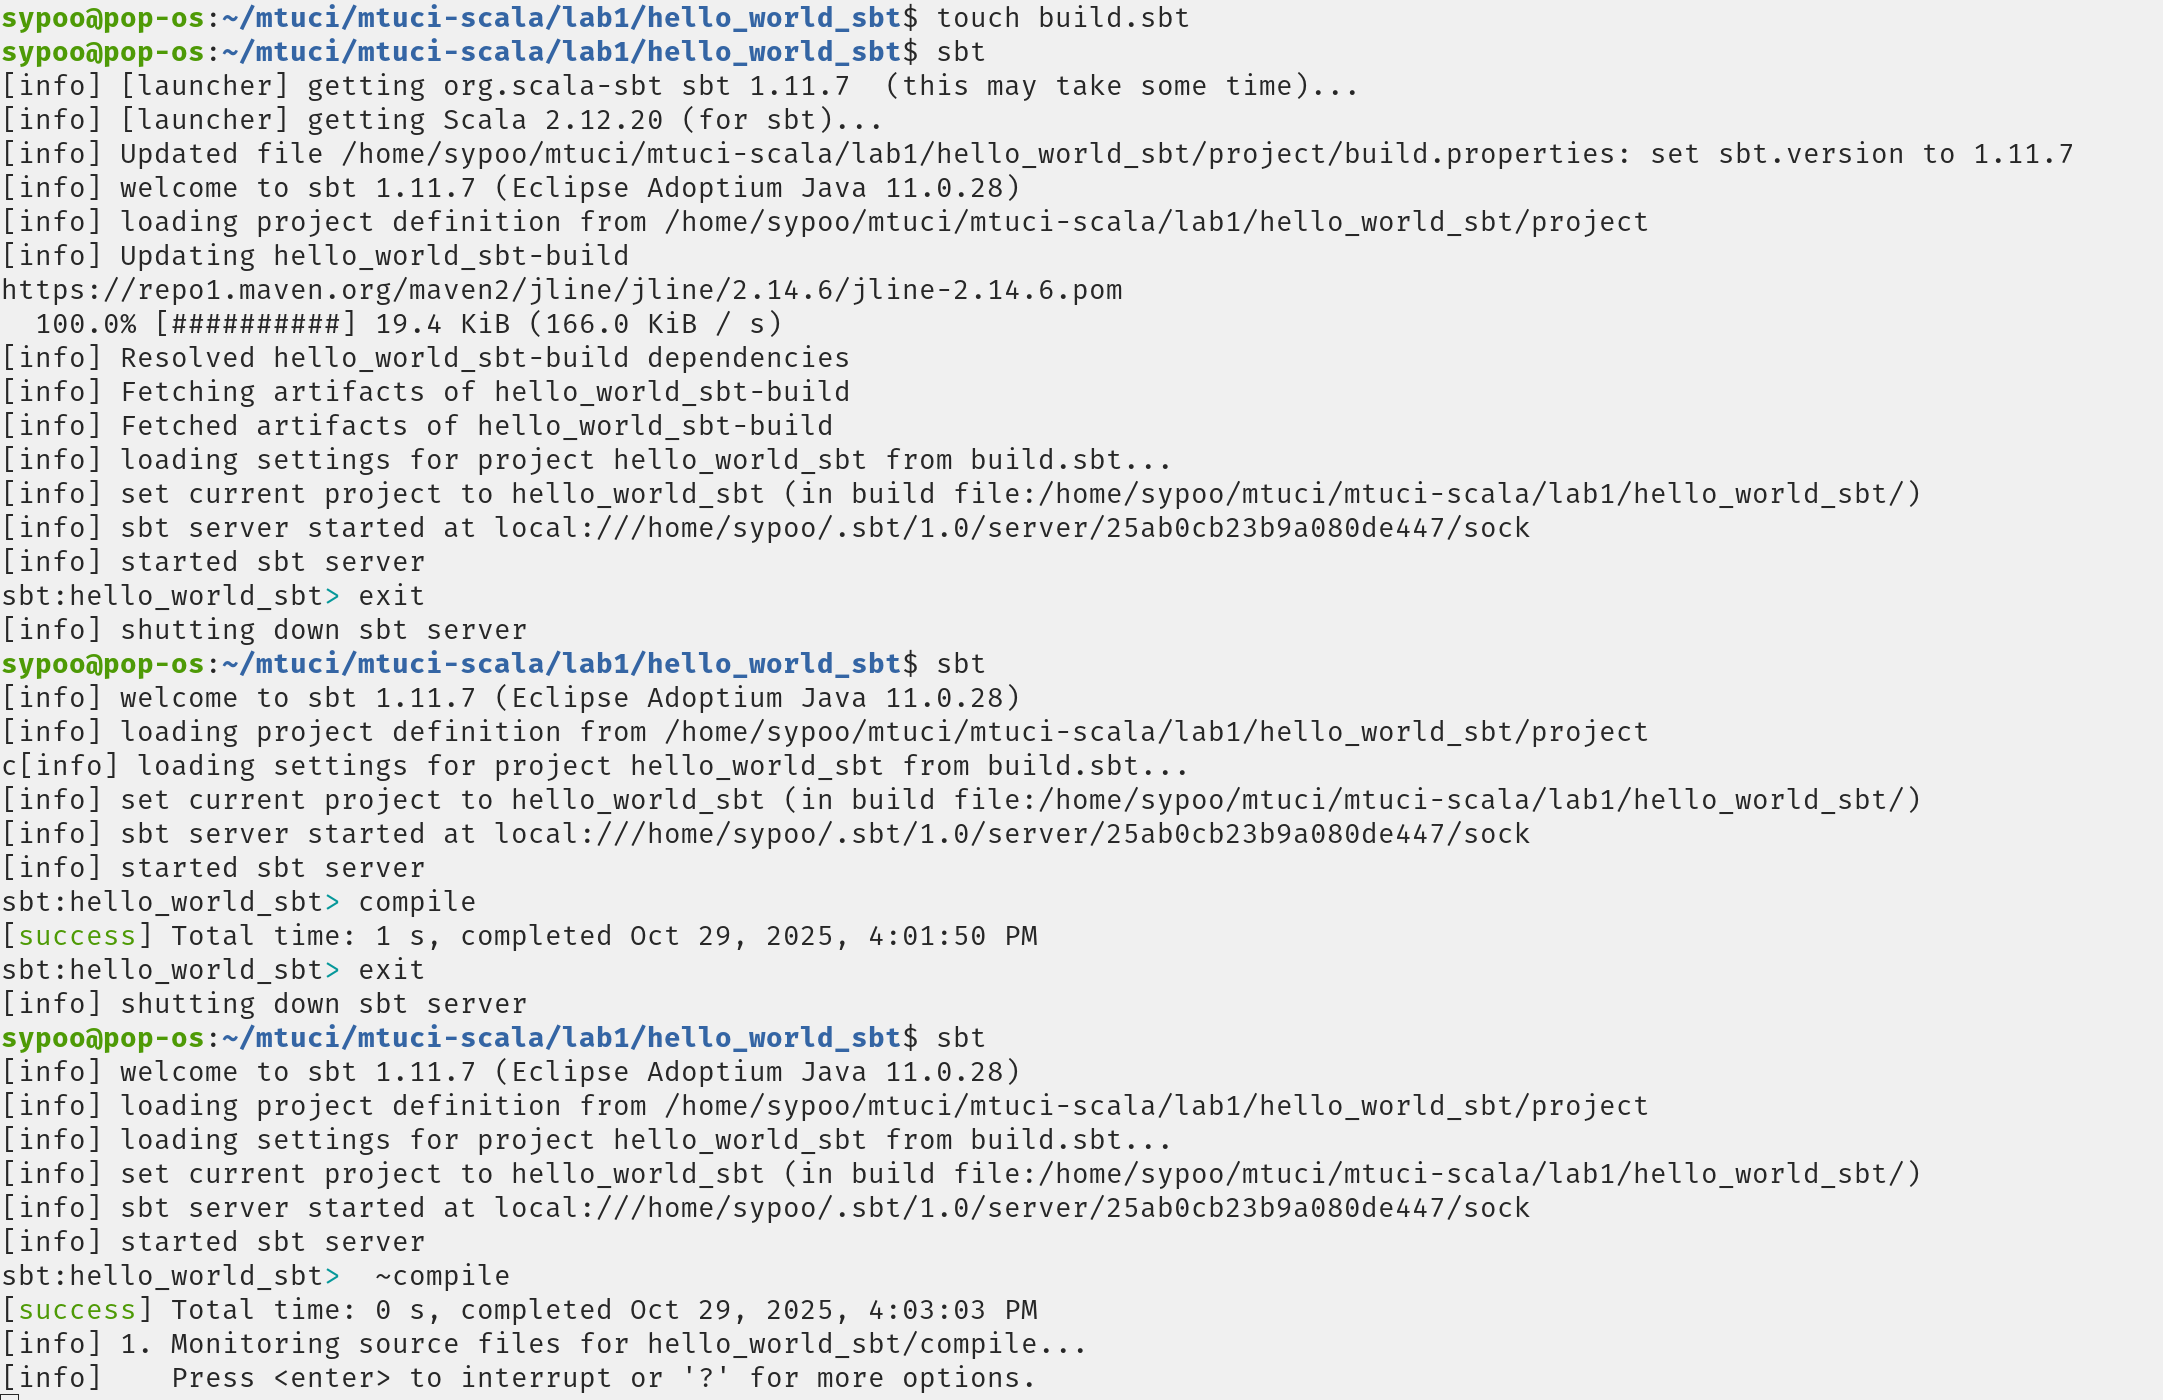 sypoo@pop-os:~/mtuci/mtuci-scala/lab1/hello_world_sbt$ touch build.sbt
sypoo@pop-os:~/mtuci/mtuci-scala/lab1/hello_world_sbt$ sbt
[info] [launcher] getting org.scala-sbt sbt 1.11.7  (this may take some time)...
[info] [launcher] getting Scala 2.12.20 (for sbt)...
[info] Updated file /home/sypoo/mtuci/mtuci-scala/lab1/hello_world_sbt/project/build.properties: set sbt.version to 1.11.7
[info] welcome to sbt 1.11.7 (Eclipse Adoptium Java 11.0.28)
[info] loading project definition from /home/sypoo/mtuci/mtuci-scala/lab1/hello_world_sbt/project
[info] Updating hello_world_sbt-build
https://repo1.maven.org/maven2/jline/jline/2.14.6/jline-2.14.6.pom
  100.0% [##########] 19.4 KiB (166.0 KiB / s)
[info] Resolved hello_world_sbt-build dependencies
[info] Fetching artifacts of hello_world_sbt-build
[info] Fetched artifacts of hello_world_sbt-build
[info] loading settings for project hello_world_sbt from build.sbt...
[info] set current project to hello_world_sbt (in build file:/home/sypoo/mtuci/mtuci-scala/lab1/hello_world_sbt/)
[info] sbt server started at local:///home/sypoo/.sbt/1.0/server/25ab0cb23b9a080de447/sock
[info] started sbt server
sbt:hello_world_sbt> exit
[info] shutting down sbt server
sypoo@pop-os:~/mtuci/mtuci-scala/lab1/hello_world_sbt$ sbt
[info] welcome to sbt 1.11.7 (Eclipse Adoptium Java 11.0.28)
[info] loading project definition from /home/sypoo/mtuci/mtuci-scala/lab1/hello_world_sbt/project
c[info] loading settings for project hello_world_sbt from build.sbt...
[info] set current project to hello_world_sbt (in build file:/home/sypoo/mtuci/mtuci-scala/lab1/hello_world_sbt/)
[info] sbt server started at local:///home/sypoo/.sbt/1.0/server/25ab0cb23b9a080de447/sock
[info] started sbt server
sbt:hello_world_sbt> compile
[success] Total time: 1 s, completed Oct 29, 2025, 4:01:50 PM
sbt:hello_world_sbt> exit
[info] shutting down sbt server
sypoo@pop-os:~/mtuci/mtuci-scala/lab1/hello_world_sbt$ sbt
[info] welcome to sbt 1.11.7 (Eclipse Adoptium Java 11.0.28)
[info] loading project definition from /home/sypoo/mtuci/mtuci-scala/lab1/hello_world_sbt/project
[info] loading settings for project hello_world_sbt from build.sbt...
[info] set current project to hello_world_sbt (in build file:/home/sypoo/mtuci/mtuci-scala/lab1/hello_world_sbt/)
[info] sbt server started at local:///home/sypoo/.sbt/1.0/server/25ab0cb23b9a080de447/sock
[info] started sbt server
sbt:hello_world_sbt>  ~compile
[success] Total time: 0 s, completed Oct 29, 2025, 4:03:03 PM
[info] 1. Monitoring source files for hello_world_sbt/compile...
[info]    Press <enter> to interrupt or '?' for more options.